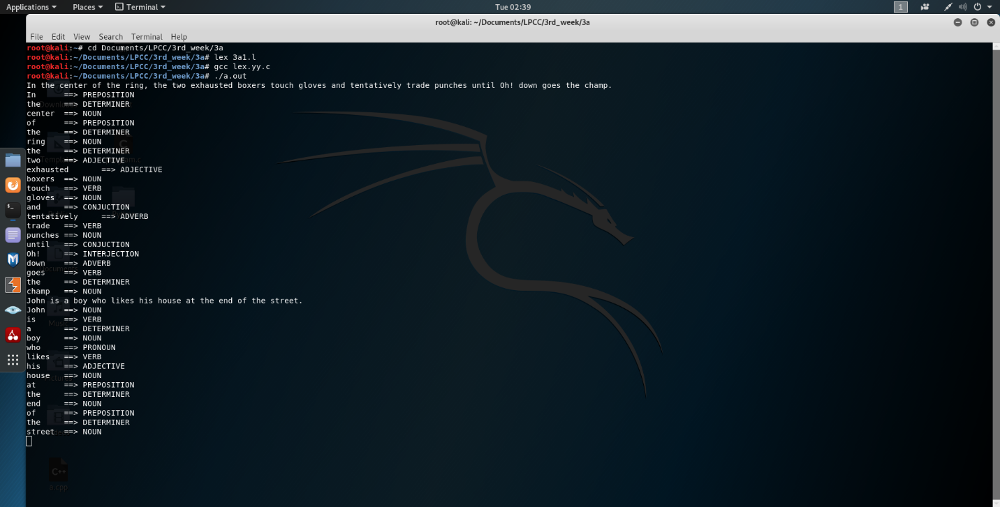 Applications Places Terminal Tue 02:39 1
root@kali: ~/Documents/LPCC/3rd_week/3a
File Edit View Search Terminal Help
root@kali:~# cd Documents/LPCC/3rd_week/3a
root@kali:~/Documents/LPCC/3rd_week/3a# lex 3a1.l
root@kali:~/Documents/LPCC/3rd_week/3a# gcc lex.yy.c
root@kali:~/Documents/LPCC/3rd_week/3a# ./a.out
In the center of the ring, the two exhausted boxers touch gloves and tentatively trade punches until Oh! down goes the champ.
In ==> PREPOSITION
the ==> DETERMINER
center ==> NOUN
of ==> PREPOSITION
the ==> DETERMINER
ring ==> NOUN
the ==> DETERMINER
two ==> ADJECTIVE
exhausted ==> ADJECTIVE
boxers ==> NOUN
touch ==> VERB
gloves ==> NOUN
and ==> CONJUCTION
tentatively ==> ADVERB
trade ==> VERB
punches ==> NOUN
until ==> CONJUCTION
Oh! ==> INTERJECTION
down ==> ADVERB
goes ==> VERB
the ==> DETERMINER
champ ==> NOUN
John is a boy who likes his house at the end of the street.
John ==> NOUN
is ==> VERB
a ==> DETERMINER
boy ==> NOUN
who ==> PRONOUN
likes ==> VERB
his ==> ADJECTIVE
house ==> NOUN
at ==> PREPOSITION
the ==> DETERMINER
end ==> NOUN
of ==> PREPOSITION
the ==> DETERMINER
street ==> NOUN
C++
a.cpp